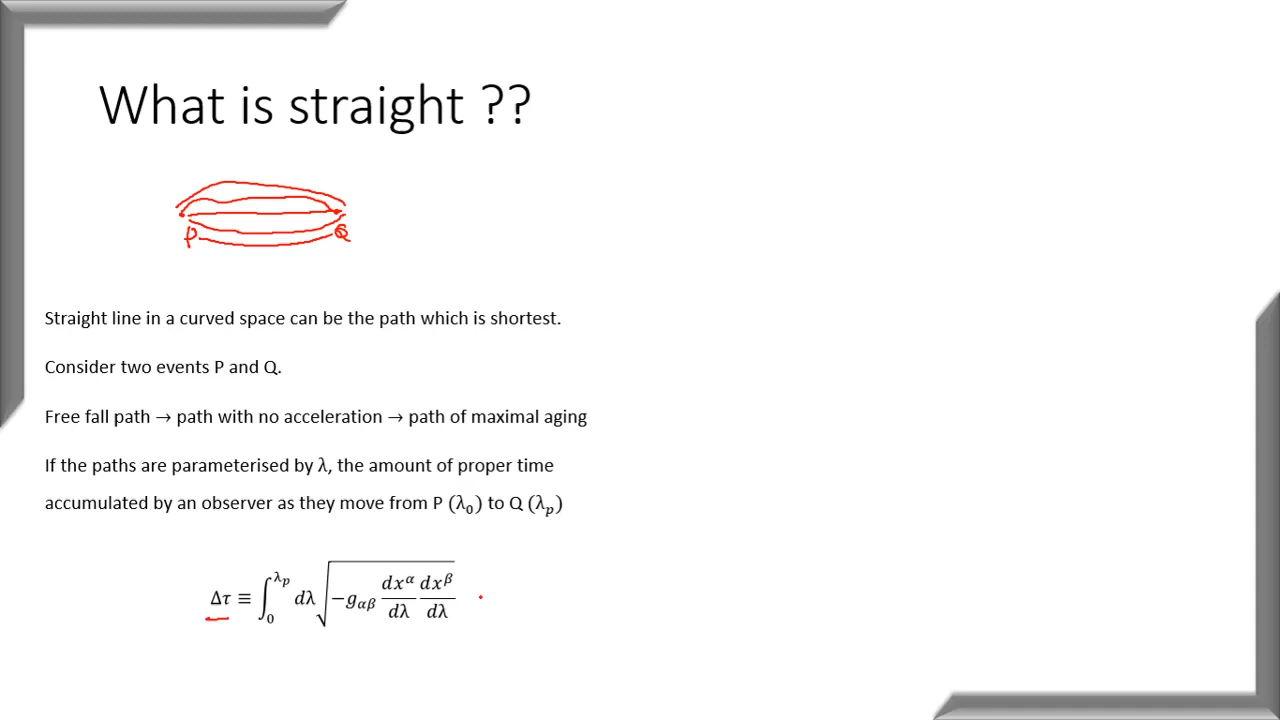 What is straight ??
P Q
Straight line in a curved space can be the path which is shortest.
Consider two events P and Q.
Free fall path → path with no acceleration → path of maximal aging
If the paths are parameterised by λ, the amount of proper time
accumulated by an observer as they move from P (λ₀) to Q (λₚ)
Δτ ≡ ∫₀^λₚ dλ √(−g_αβ dx^α/dλ dx^β/dλ)